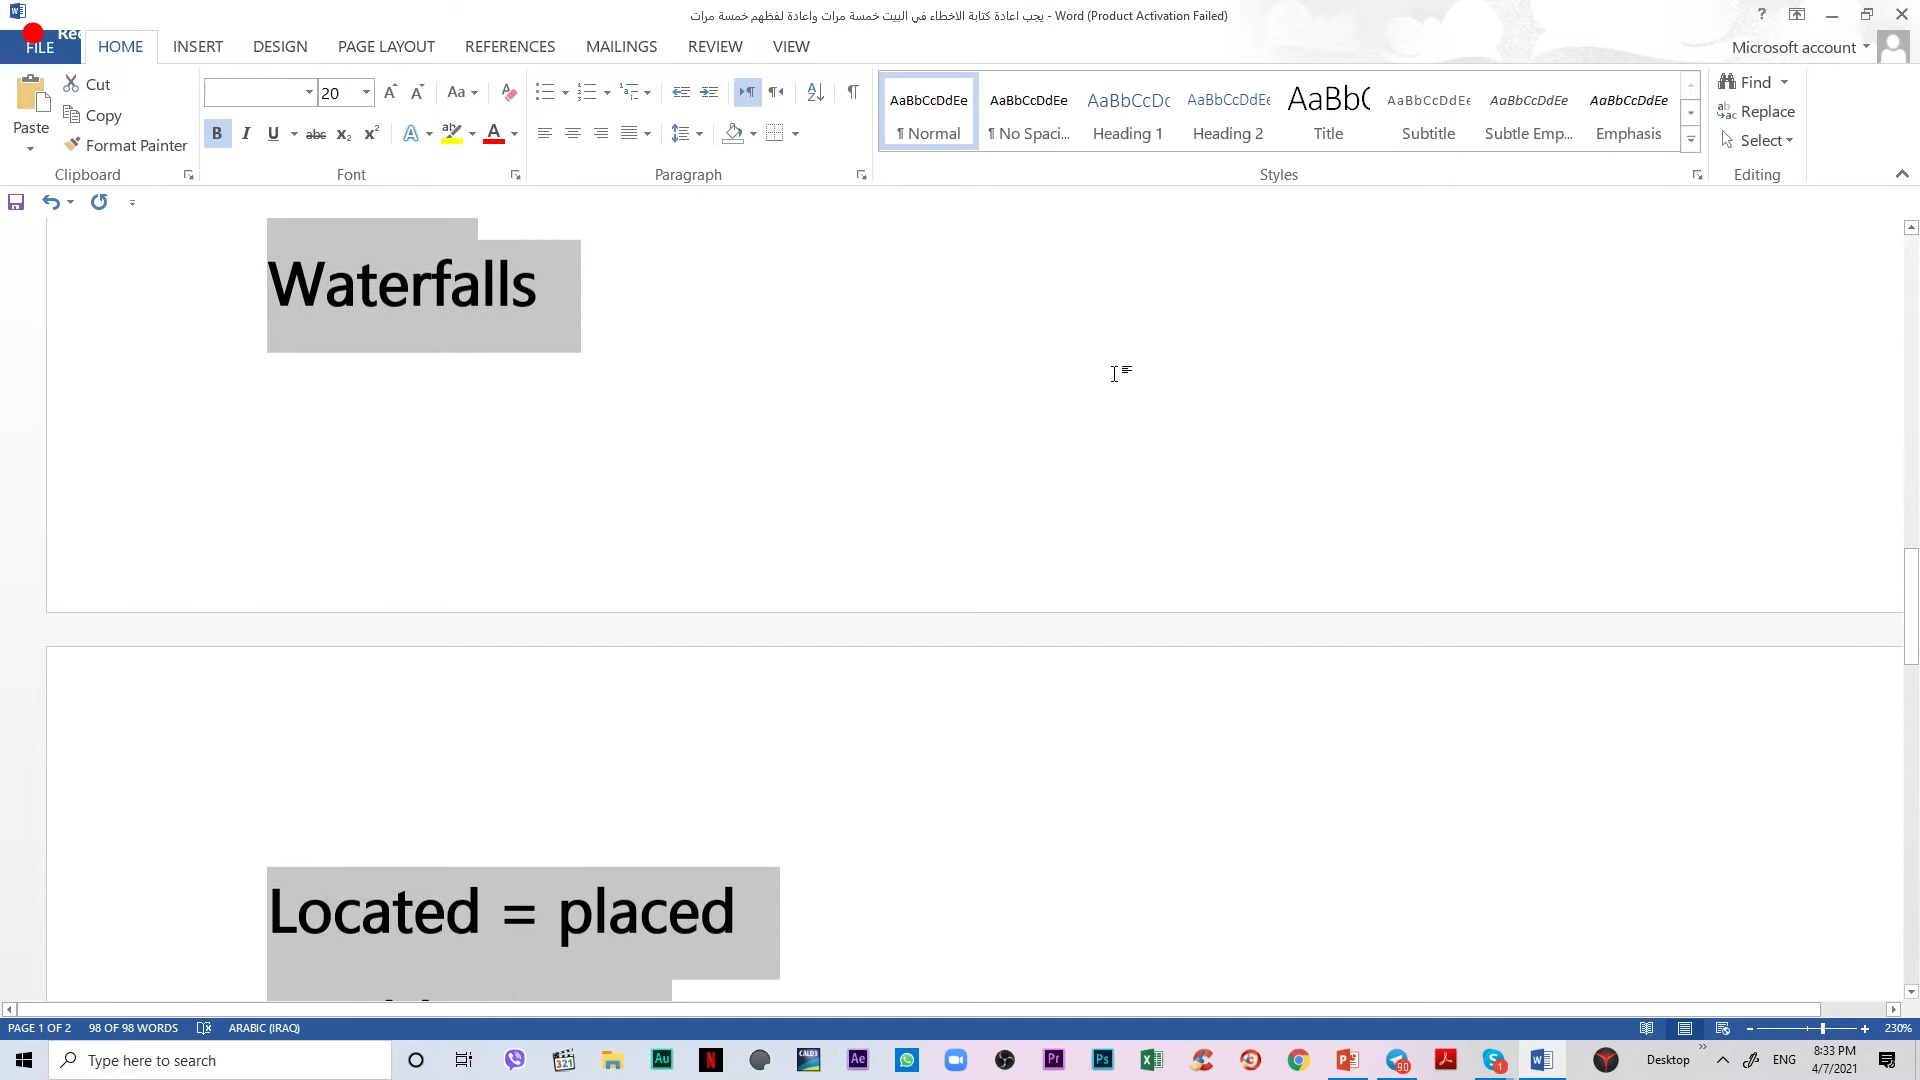 يجب اعادة كتابة الاخطاء في البيت خمسة مرات واعادة لفظهم خمسة مرات - Word (Product Activation Failed)
FILE HOME INSERT DESIGN PAGE LAYOUT REFERENCES MAILINGS REVIEW VIEW Microsoft account
Paste Cut Copy Format Painter
20
AaBbCcDdEe AaBbCcDdEe AaBbCcDc AaBbCcDdE AaBb( AaBbCcDdEe AaBbCcDdEe AaBbCcDdEe
¶ Normal ¶ No Spaci... Heading 1 Heading 2 Title Subtitle Subtle Emp... Emphasis
Find Replace Select
Clipboard Font Paragraph Styles Editing
Waterfalls
Located = placed
PAGE 1 OF 2 98 OF 98 WORDS ARABIC (IRAQ) 230%
Type here to search Desktop ENG 8:33 PM
4/7/2021